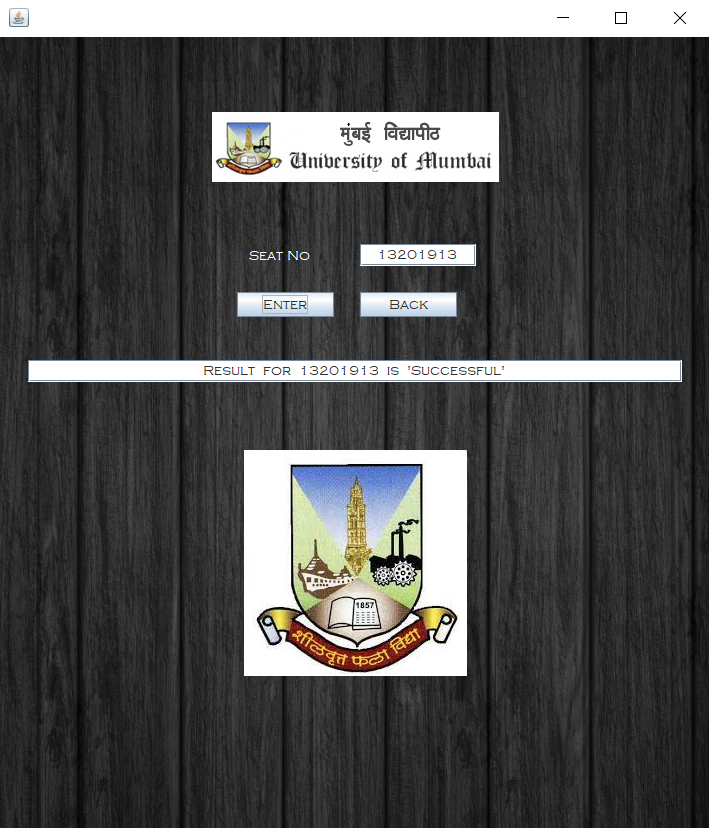 मुंबई विद्यापीठ
University of Mumbai
Seat No 13201913
Enter Back
Result for 13201913 is 'Successful'
1857
शीलवृत्त फला विद्या